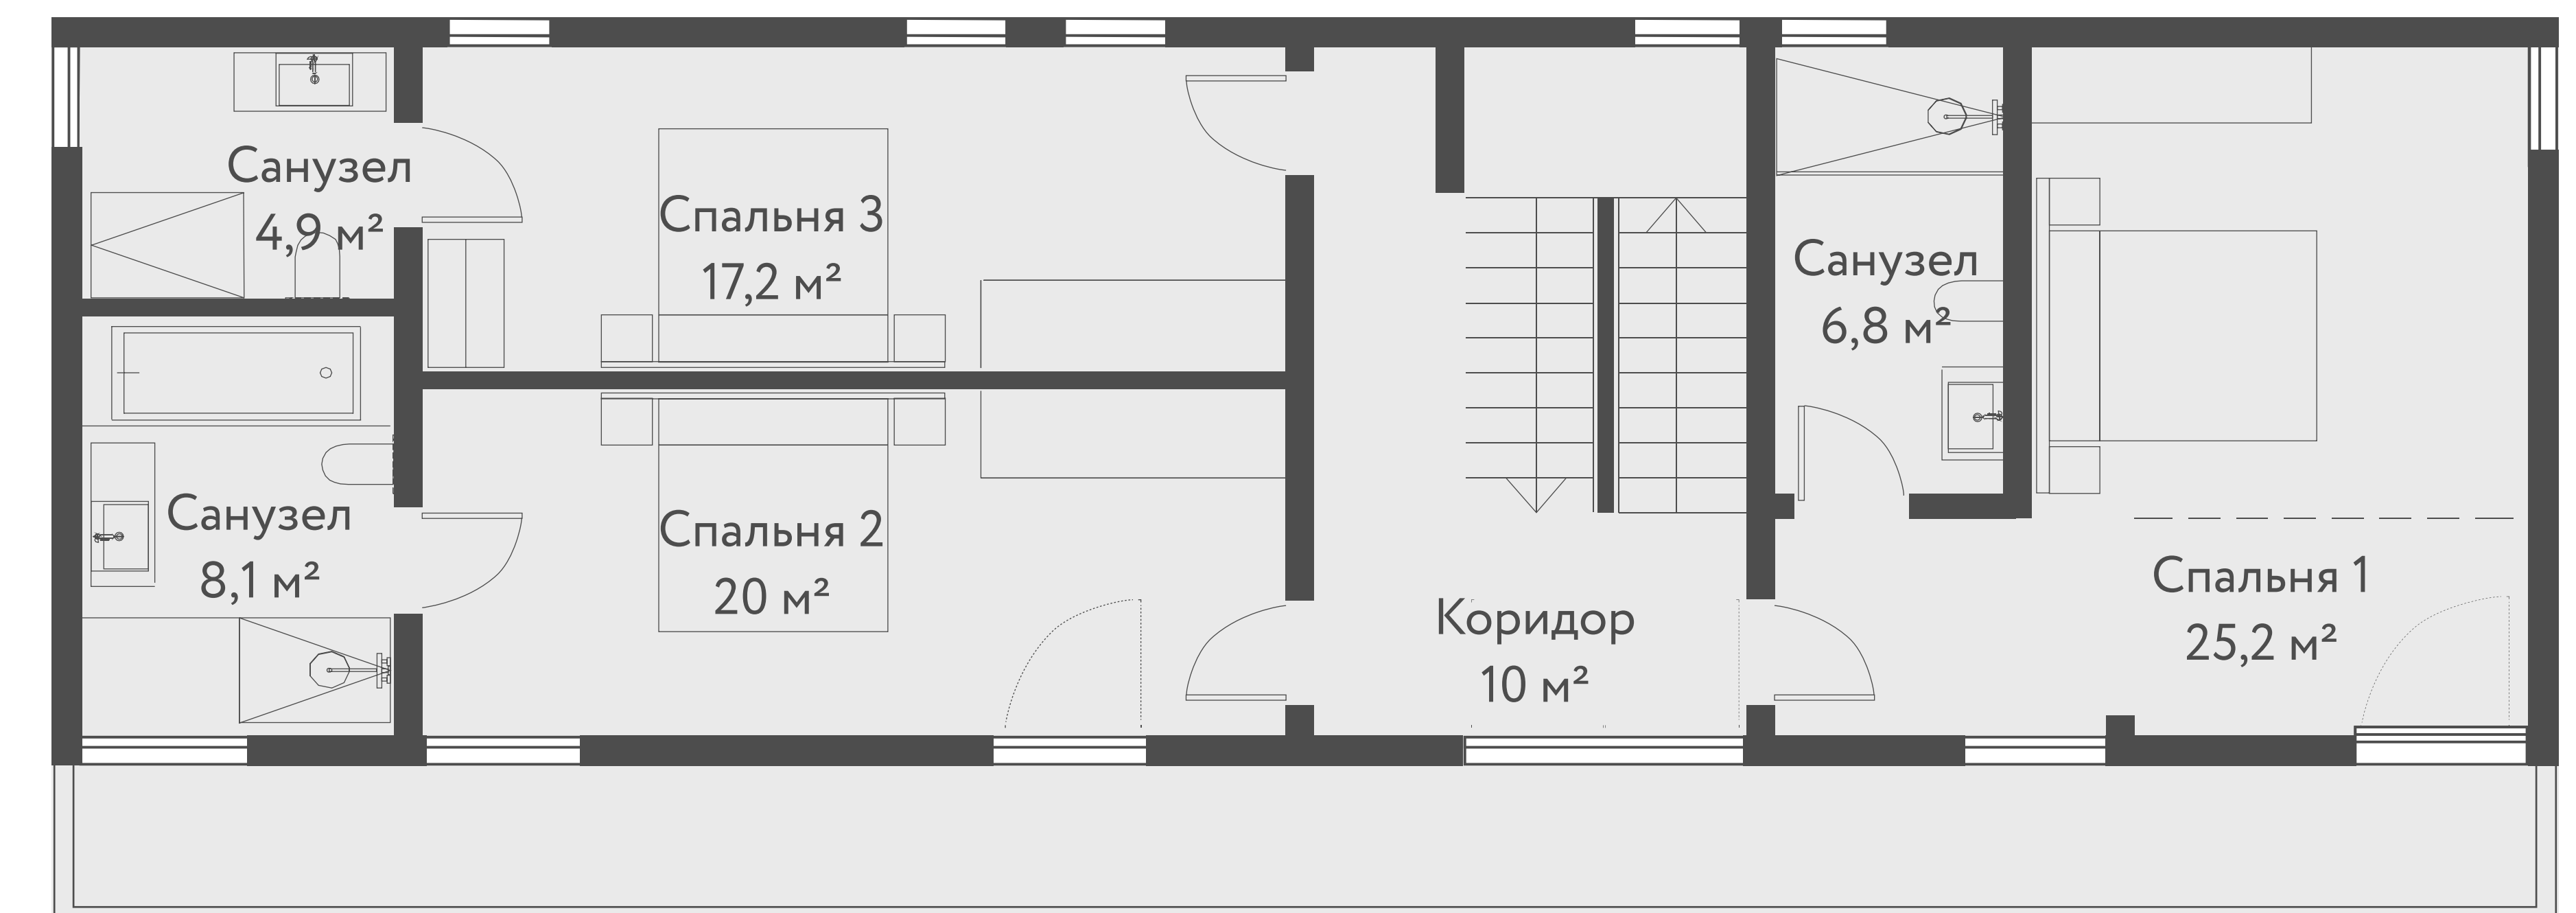 Санузел
4,9 м²
Спальня 3
17,2 м²
Санузел
6,8 м²
Санузел
8,1 м²
Спальня 2
20 м²
Коридор
10 м²
Спальня 1
25,2 м²